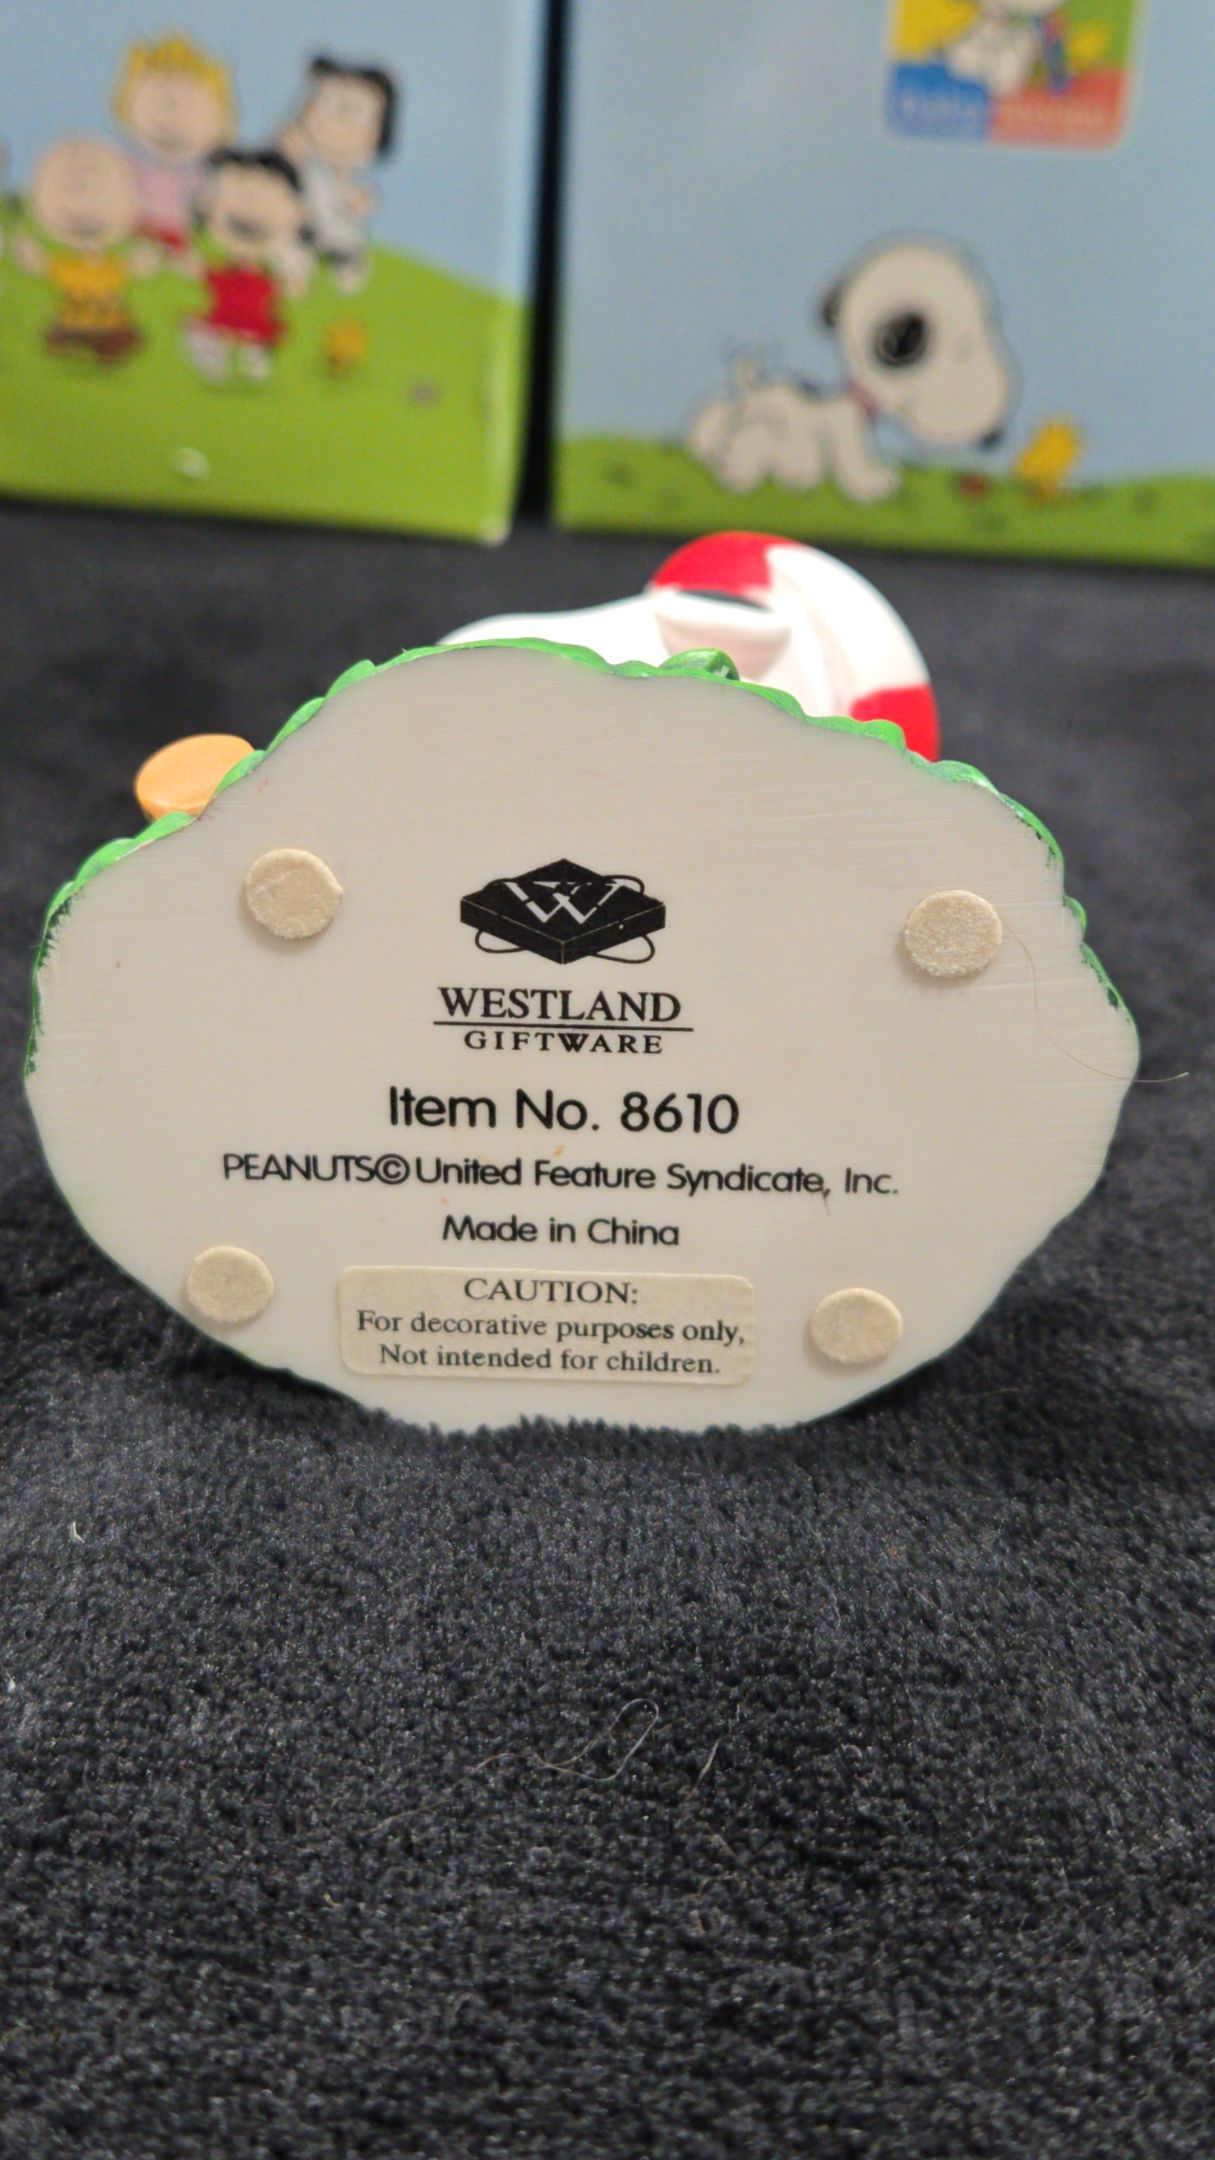 W
WESTLAND
GIFTWARE
Item No. 8610
PEANUTS© United Feature Syndicate, Inc.
Made in China
CAUTION:
For decorative purposes only,
Not intended for children.